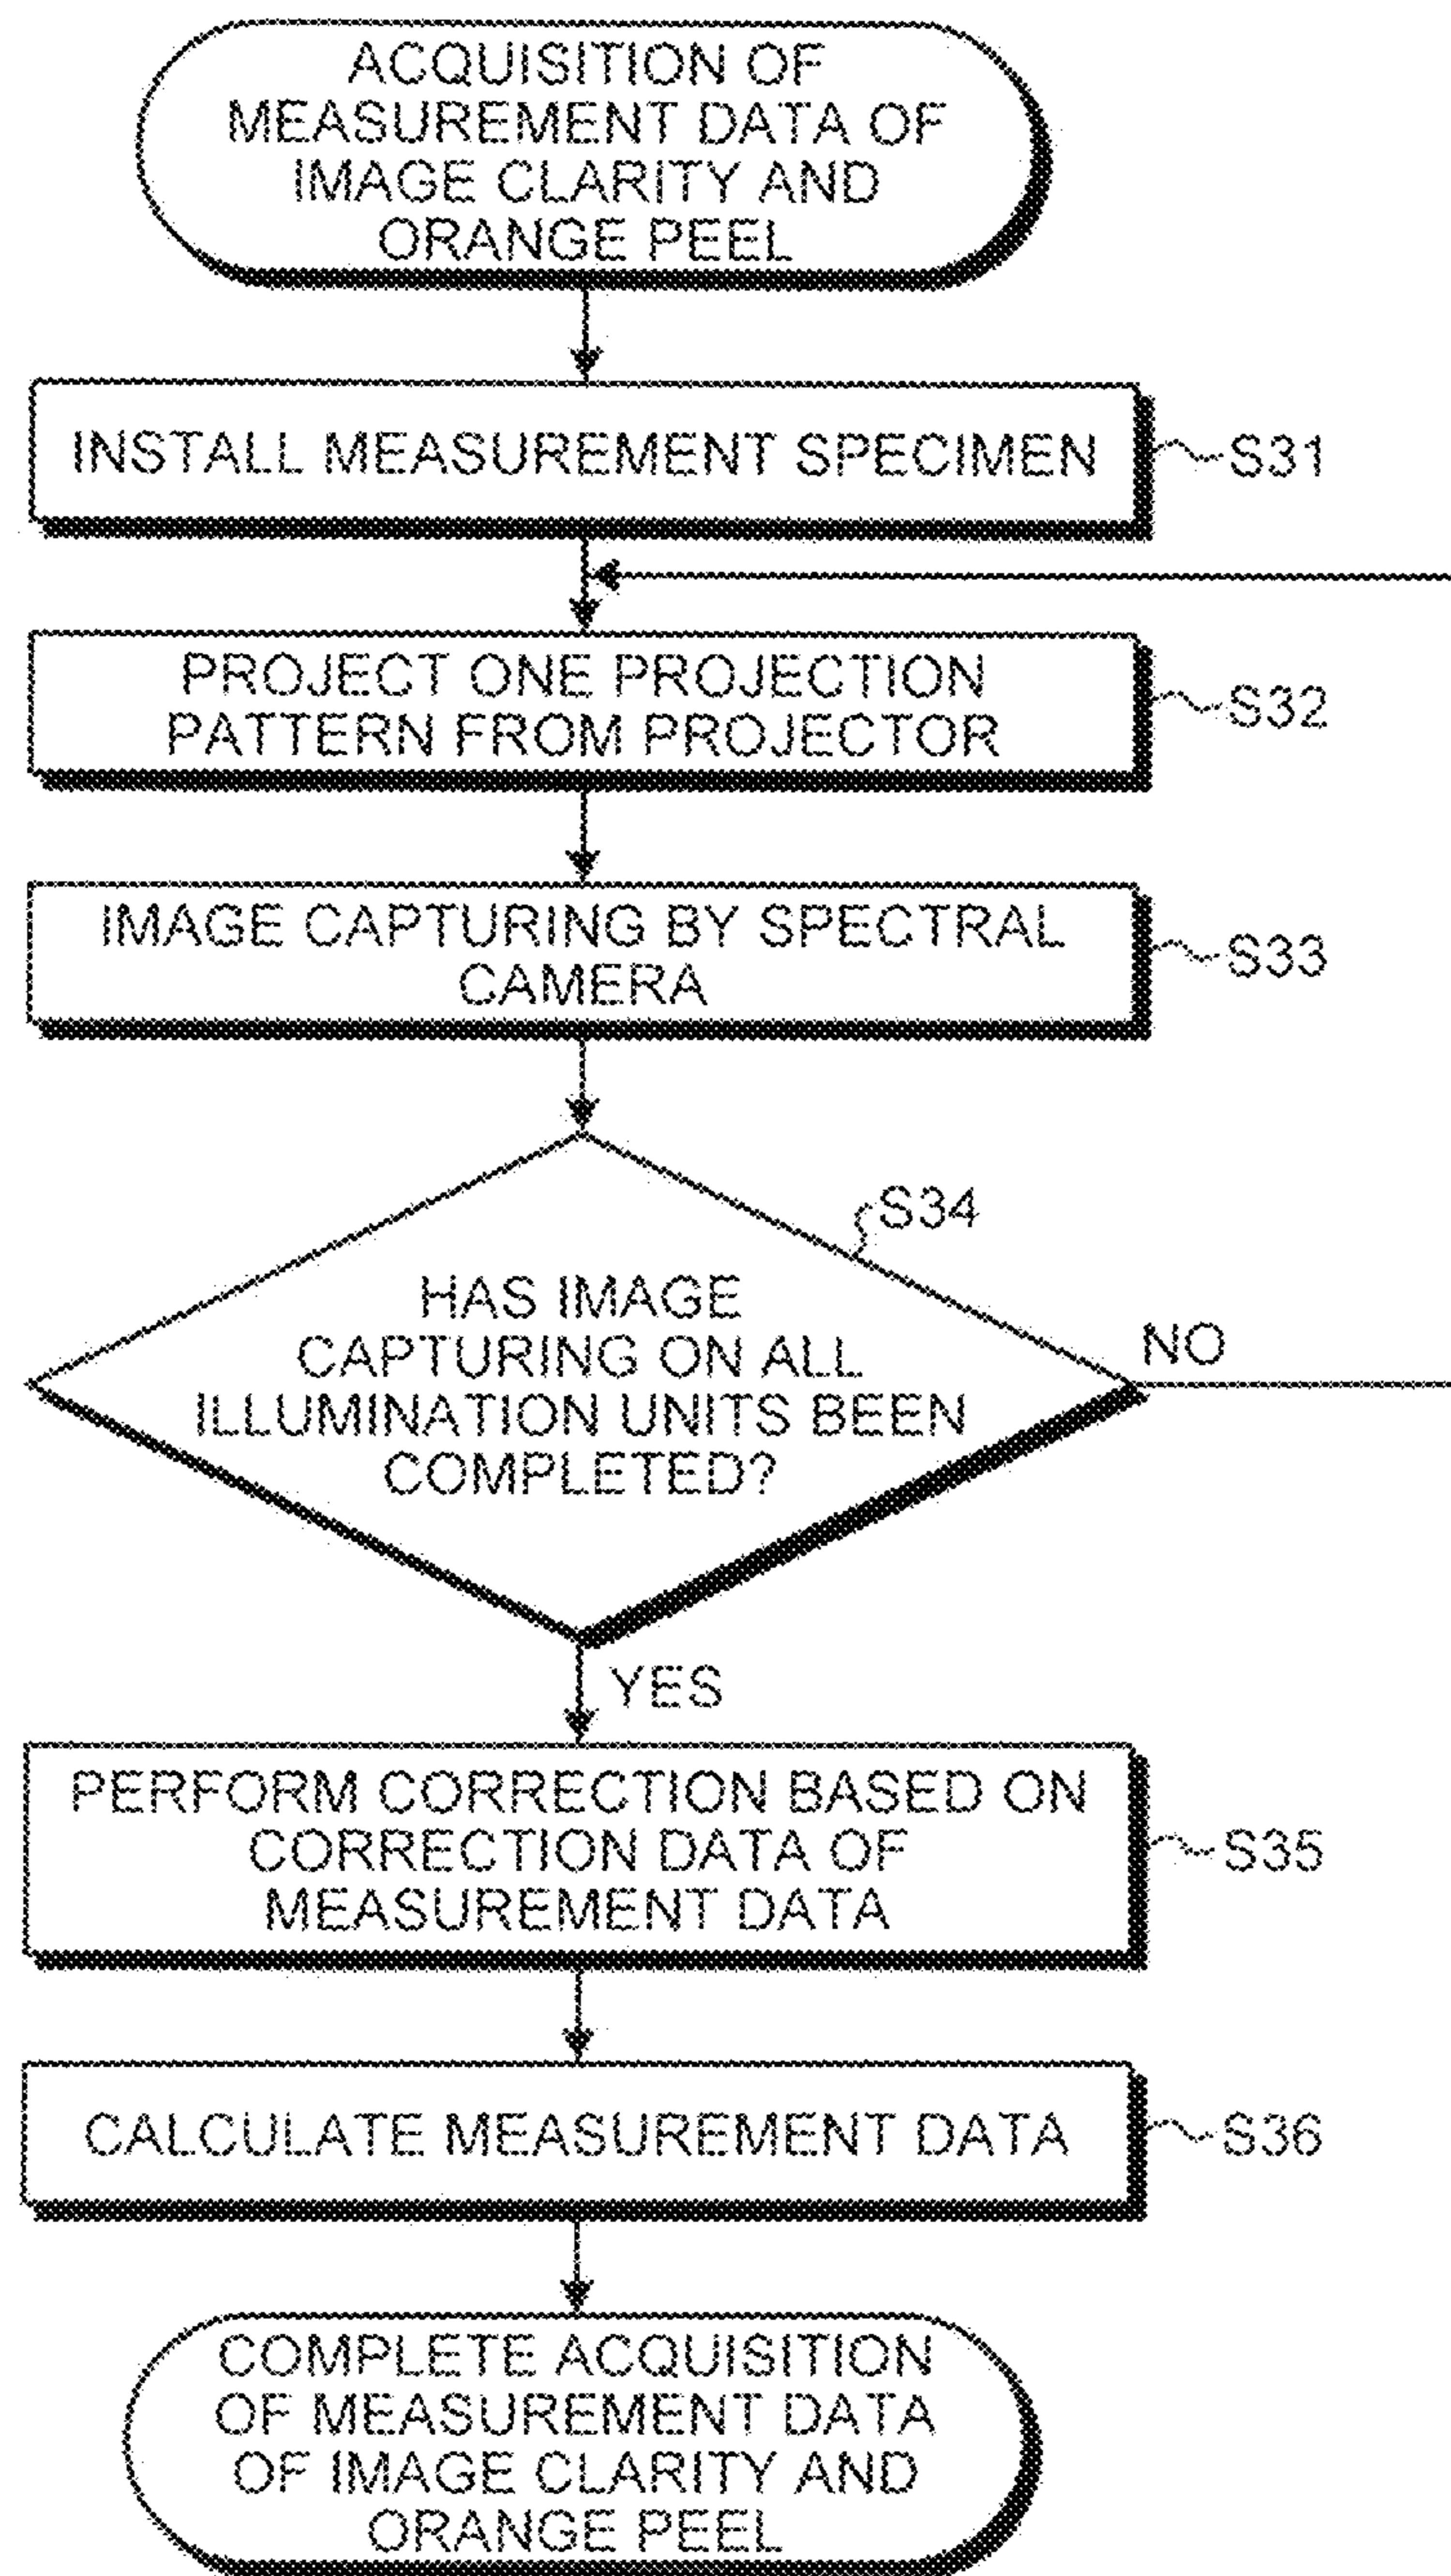 ACQUISITION OF
MEASUREMENT DATA OF
IMAGE CLARITY AND
ORANGE PEEL
INSTALL MEASUREMENT SPECIMEN
S31
PROJECT ONE PROJECTION
PATTERN FROM PROJECTOR
S32
IMAGE CAPTURING BY SPECTRAL
CAMERA
S33
S34
HAS IMAGE
CAPTURING ON ALL
ILLUMINATION UNITS BEEN
COMPLETED?
NO
YES
PERFORM CORRECTION BASED ON
CORRECTION DATA OF
MEASUREMENT DATA
S35
CALCULATE MEASUREMENT DATA
S36
COMPLETE ACQUISITION
OF MEASUREMENT DATA
OF IMAGE CLARITY AND
ORANGE PEEL